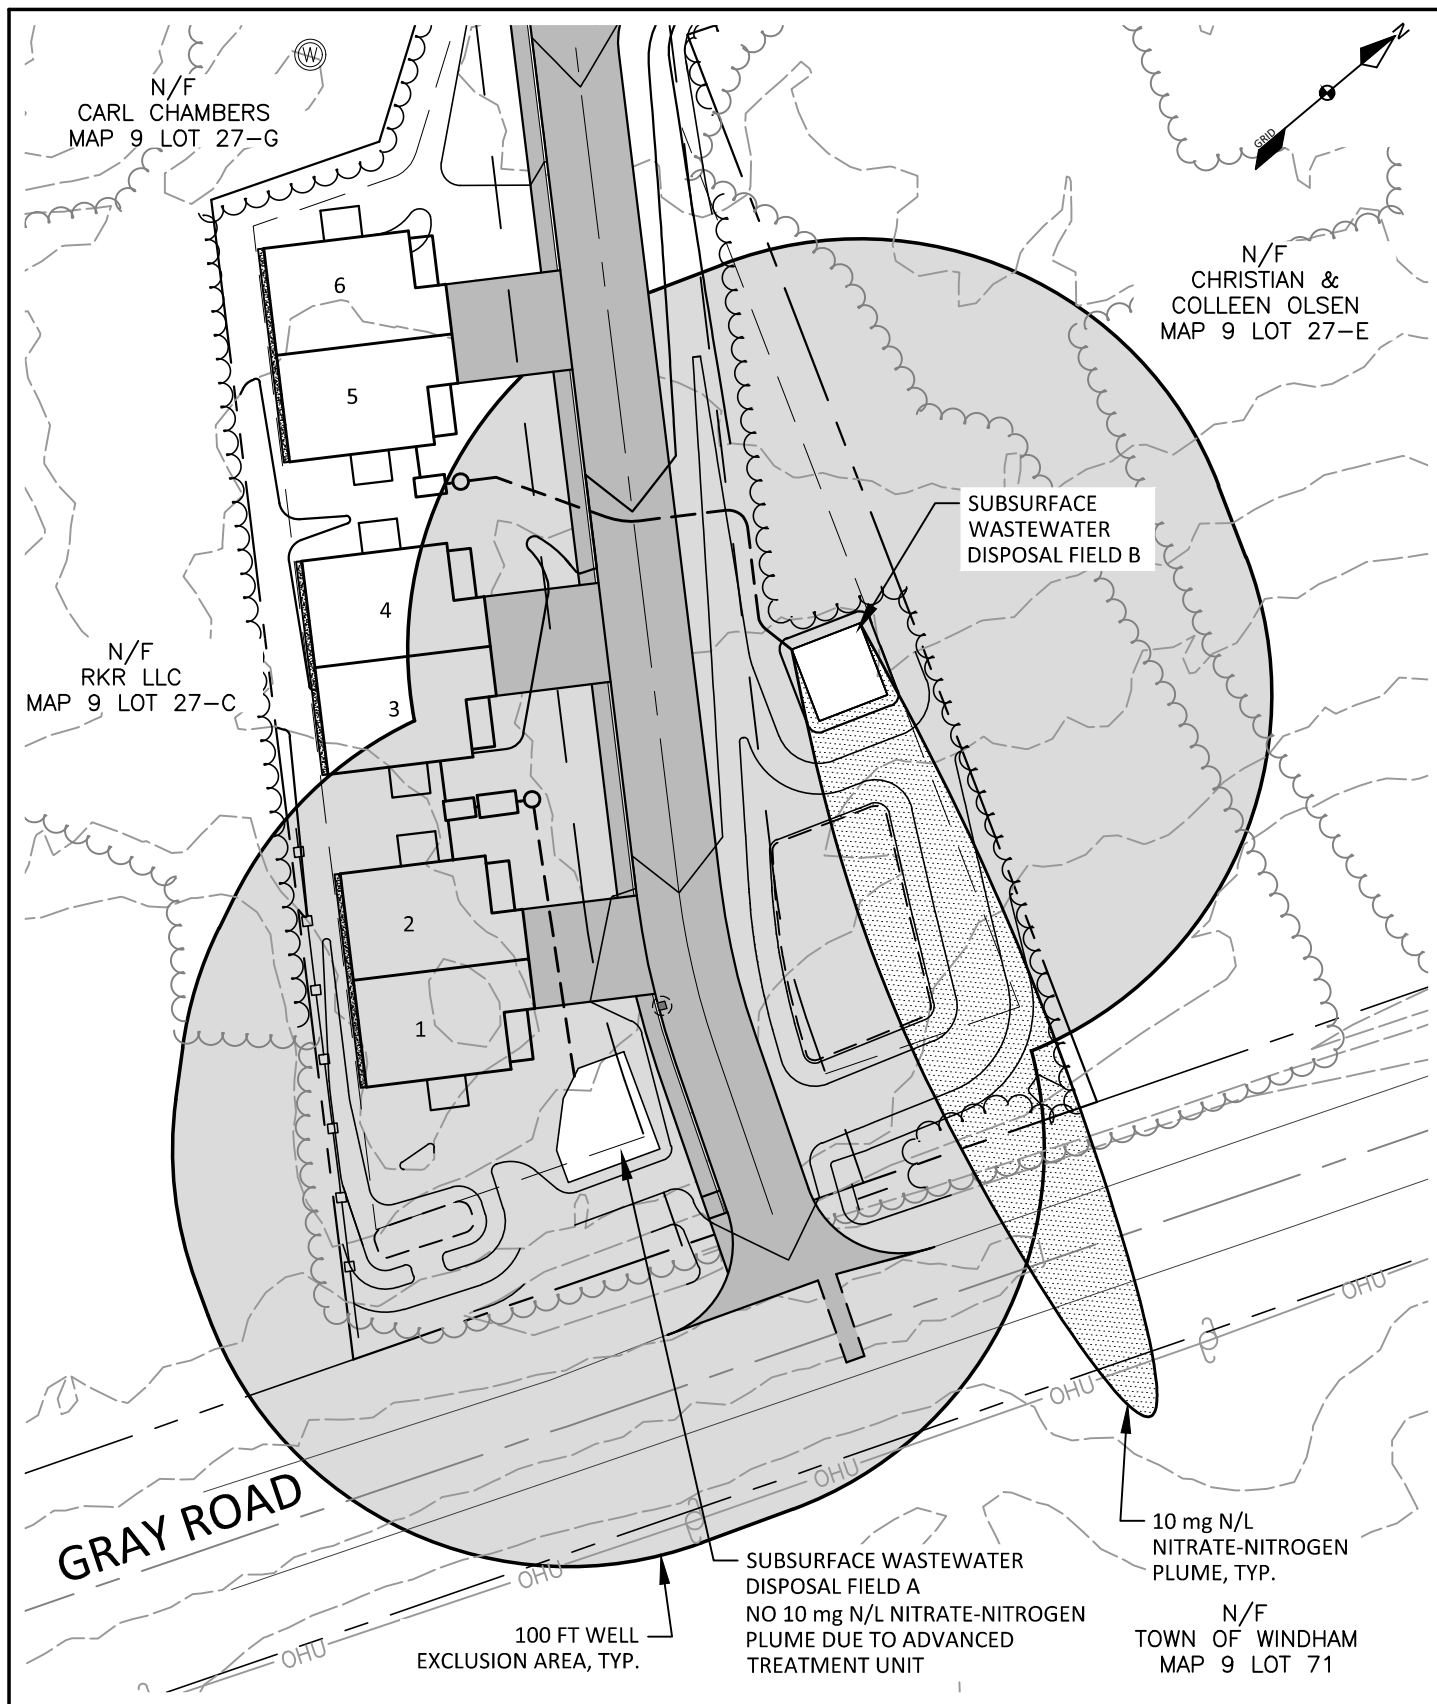 N
GRID
W
N/F
CARL CHAMBERS
MAP 9 LOT 27-G
N/F
CHRISTIAN &
COLLEEN OLSEN
MAP 9 LOT 27-E
6
5
SUBSURFACE
WASTEWATER
DISPOSAL FIELD B
4
3
N/F
RKR LLC
MAP 9 LOT 27-C
2
1
OHU
OHU
OHU
OHU
OHU
GRAY ROAD
10 mg N/L
NITRATE-NITROGEN
PLUME, TYP.
SUBSURFACE WASTEWATER
DISPOSAL FIELD A
NO 10 mg N/L NITRATE-NITROGEN
PLUME DUE TO ADVANCED
TREATMENT UNIT
100 FT WELL
EXCLUSION AREA, TYP.
N/F
TOWN OF WINDHAM
MAP 9 LOT 71